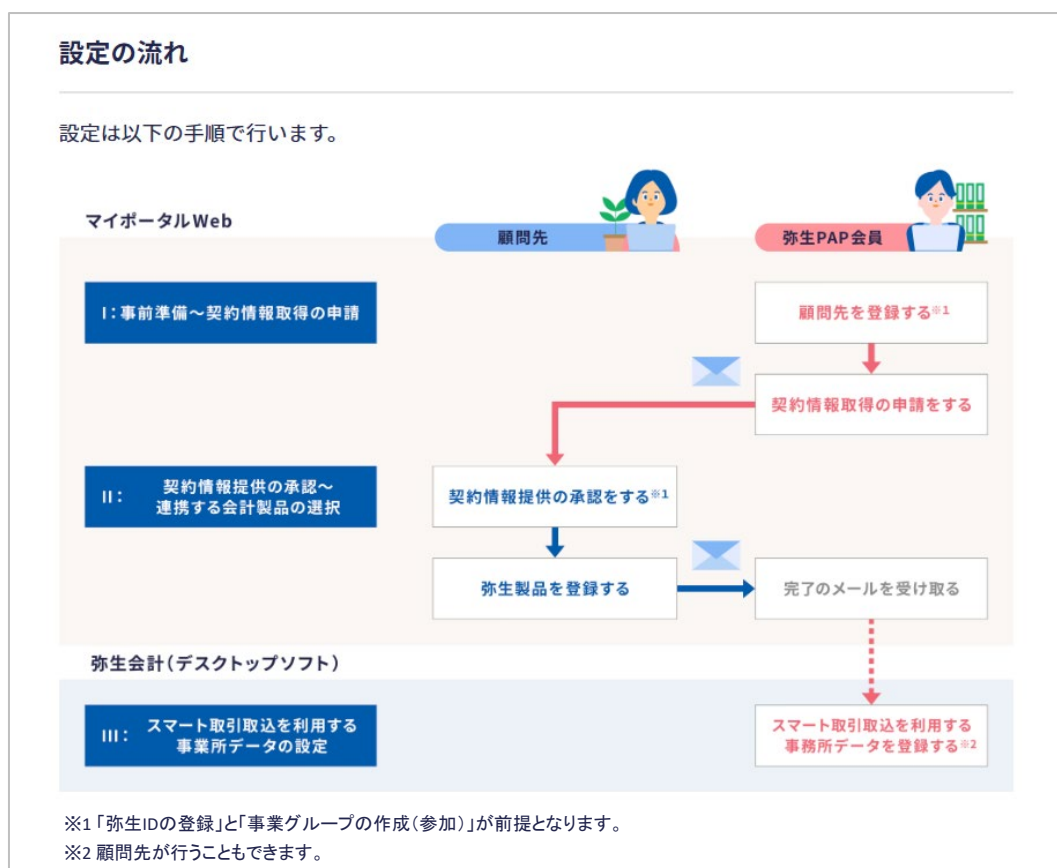 設定の流れ
設定は以下の手順で行います。
マイポータルWeb
顧問先
弥生PAP会員
I：事前準備～契約情報取得の申請
顧問先を登録する※1
契約情報取得の申請をする
II： 契約情報提供の承認～
連携する会計製品の選択
契約情報提供の承認をする※1
弥生製品を登録する
完了のメールを受け取る
弥生会計（デスクトップソフト）
III： スマート取引取込を利用する
事業所データの設定
スマート取引取込を利用する
事務所データを登録する※2
※1 「弥生IDの登録」と「事業グループの作成（参加）」が前提となります。
※2 顧問先が行うこともできます。